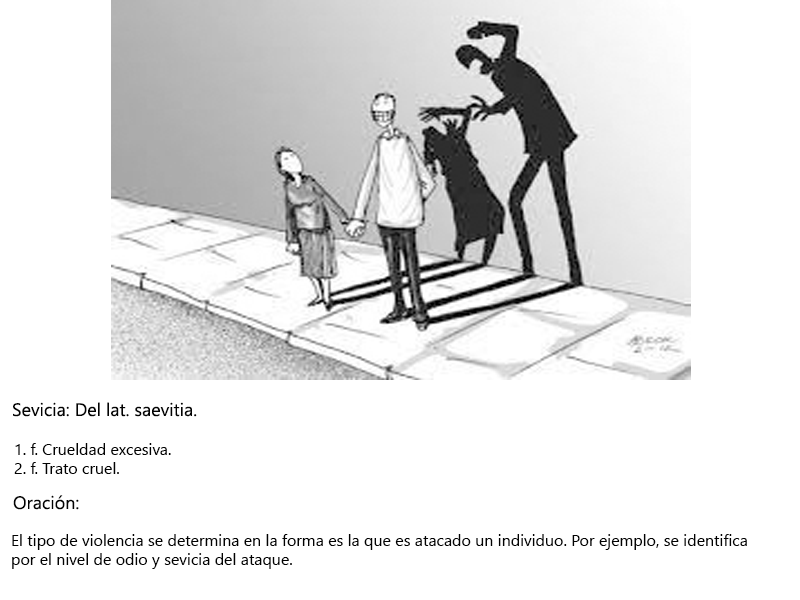 Sevicia: Del lat. saevitia.
1. f. Crueldad excesiva.
2. f. Trato cruel.
Oración:
El tipo de violencia se determina en la forma es la que es atacado un individuo. Por ejemplo, se identifica
por el nivel de odio y sevicia del ataque.